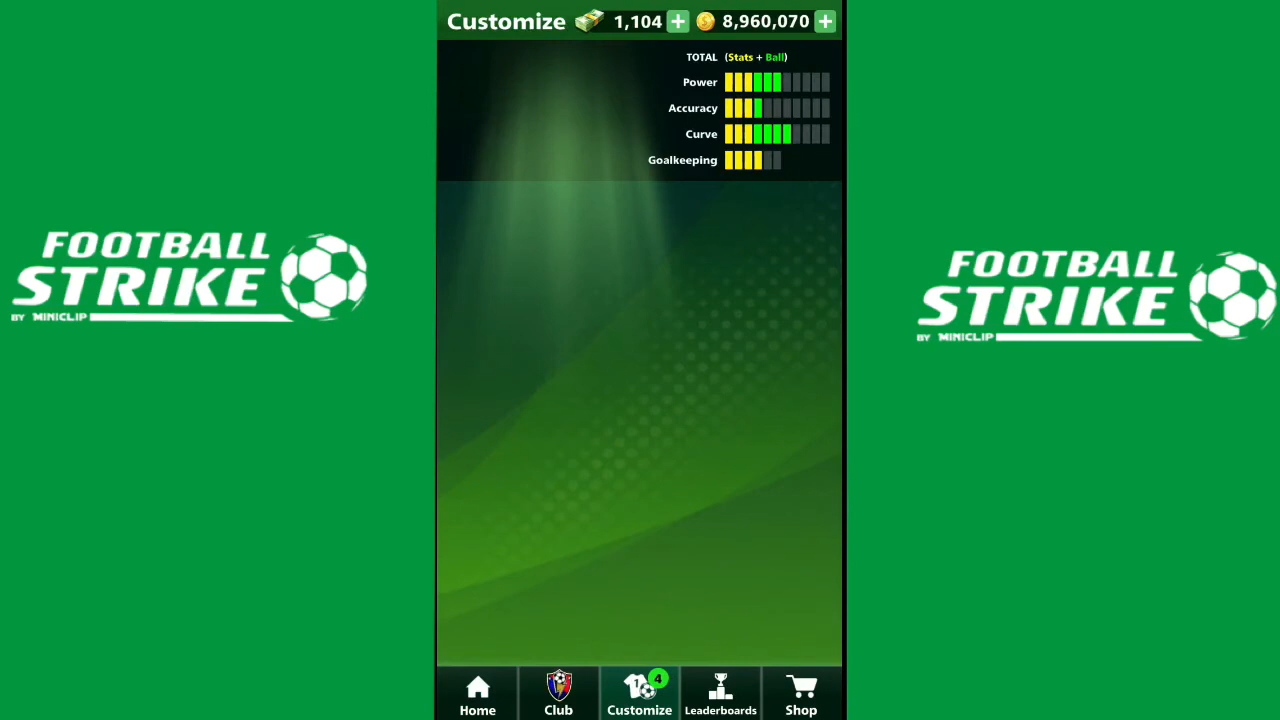 FOOTBALL
STRIKE
BY MINICLIP
Customize 1,104 + 8,960,070 +
TOTAL (Stats + Ball)
Power
Accuracy
Curve
Goalkeeping
FOOTBALL
STRIKE
BY MINICLIP
1 4
Home Club Customize Leaderboards Shop